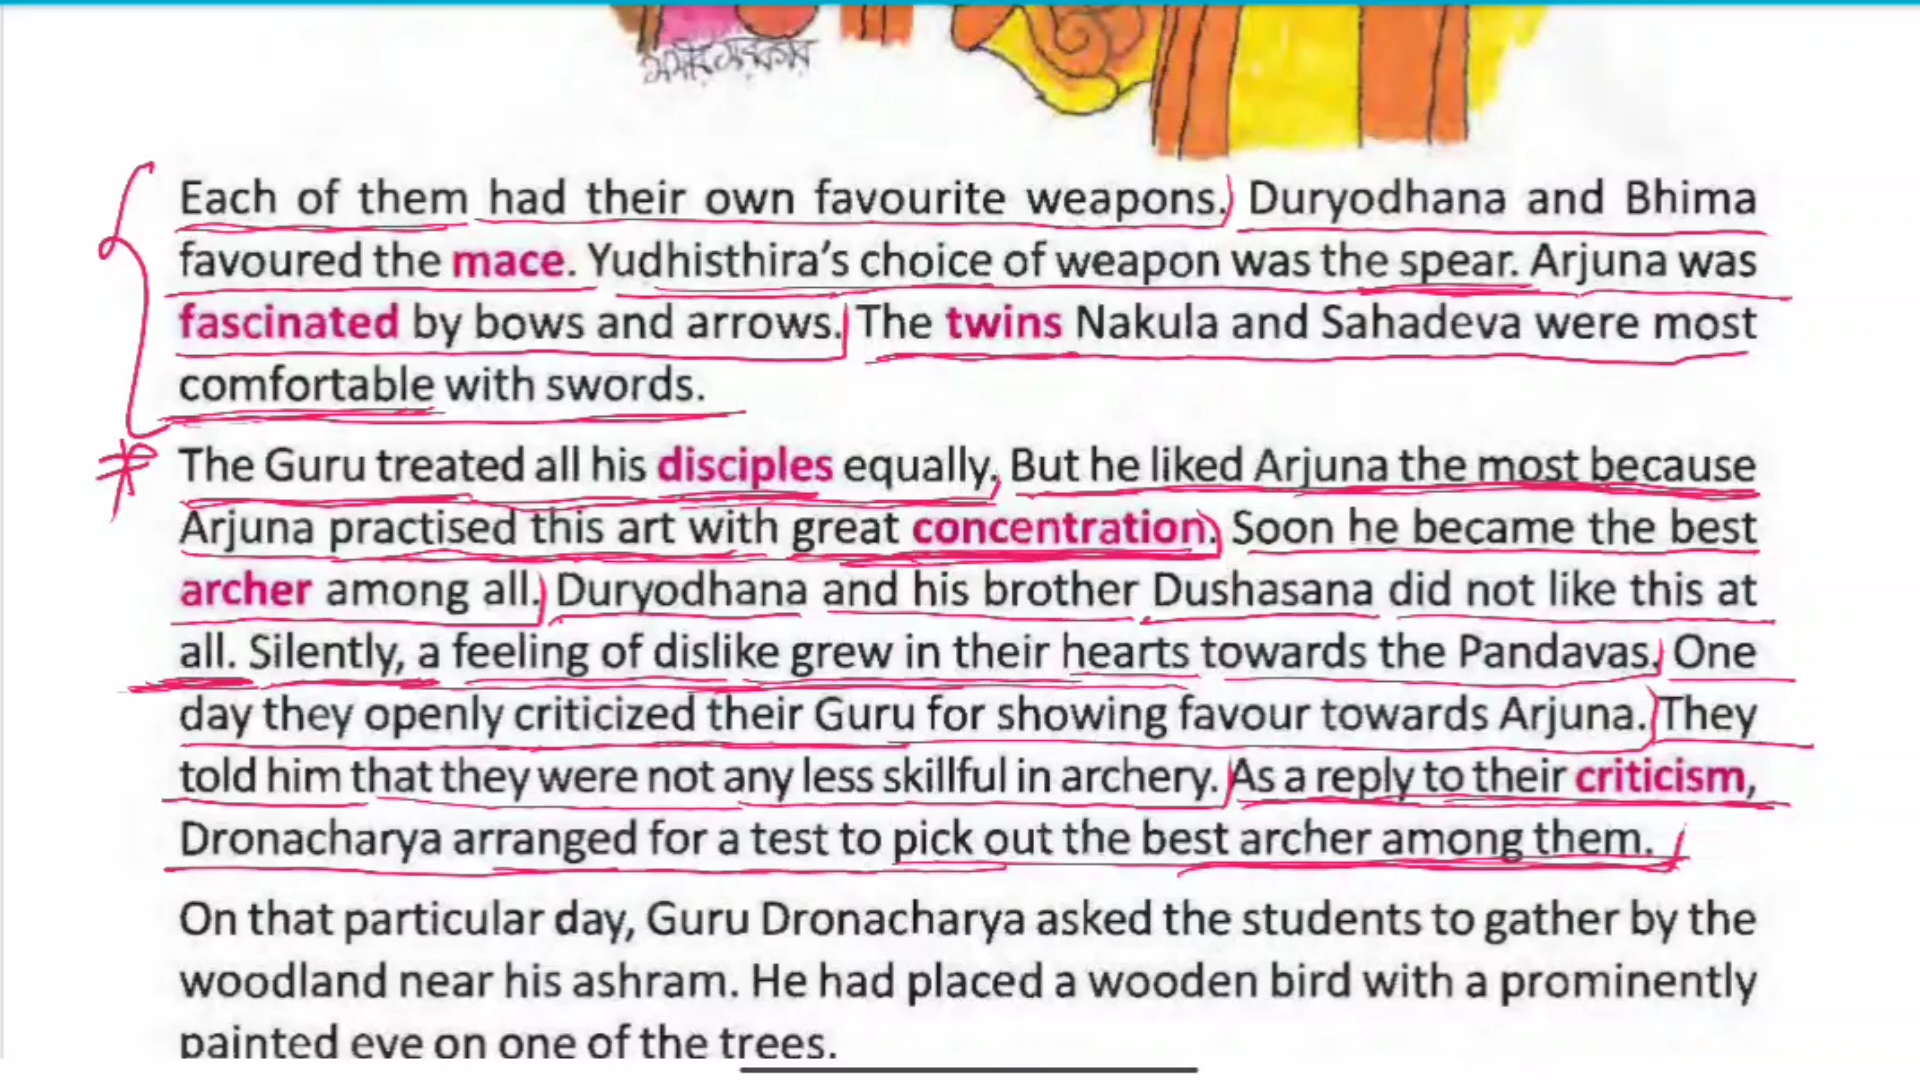 Each of them had their own favourite weapons. Duryodhana and Bhima
favoured the mace. Yudhisthira's choice of weapon was the spear. Arjuna was
fascinated by bows and arrows. The twins Nakula and Sahadeva were most
comfortable with swords.
The Guru treated all his disciples equally. But he liked Arjuna the most because
Arjuna practised this art with great concentration. Soon he became the best
archer among all. Duryodhana and his brother Dushasana did not like this at
all. Silently, a feeling of dislike grew in their hearts towards the Pandavas. One
day they openly criticized their Guru for showing favour towards Arjuna. They
told him that they were not any less skillful in archery. As a reply to their criticism,
Dronacharya arranged for a test to pick out the best archer among them.
On that particular day, Guru Dronacharya asked the students to gather by the
woodland near his ashram. He had placed a wooden bird with a prominently
painted eye on one of the trees.